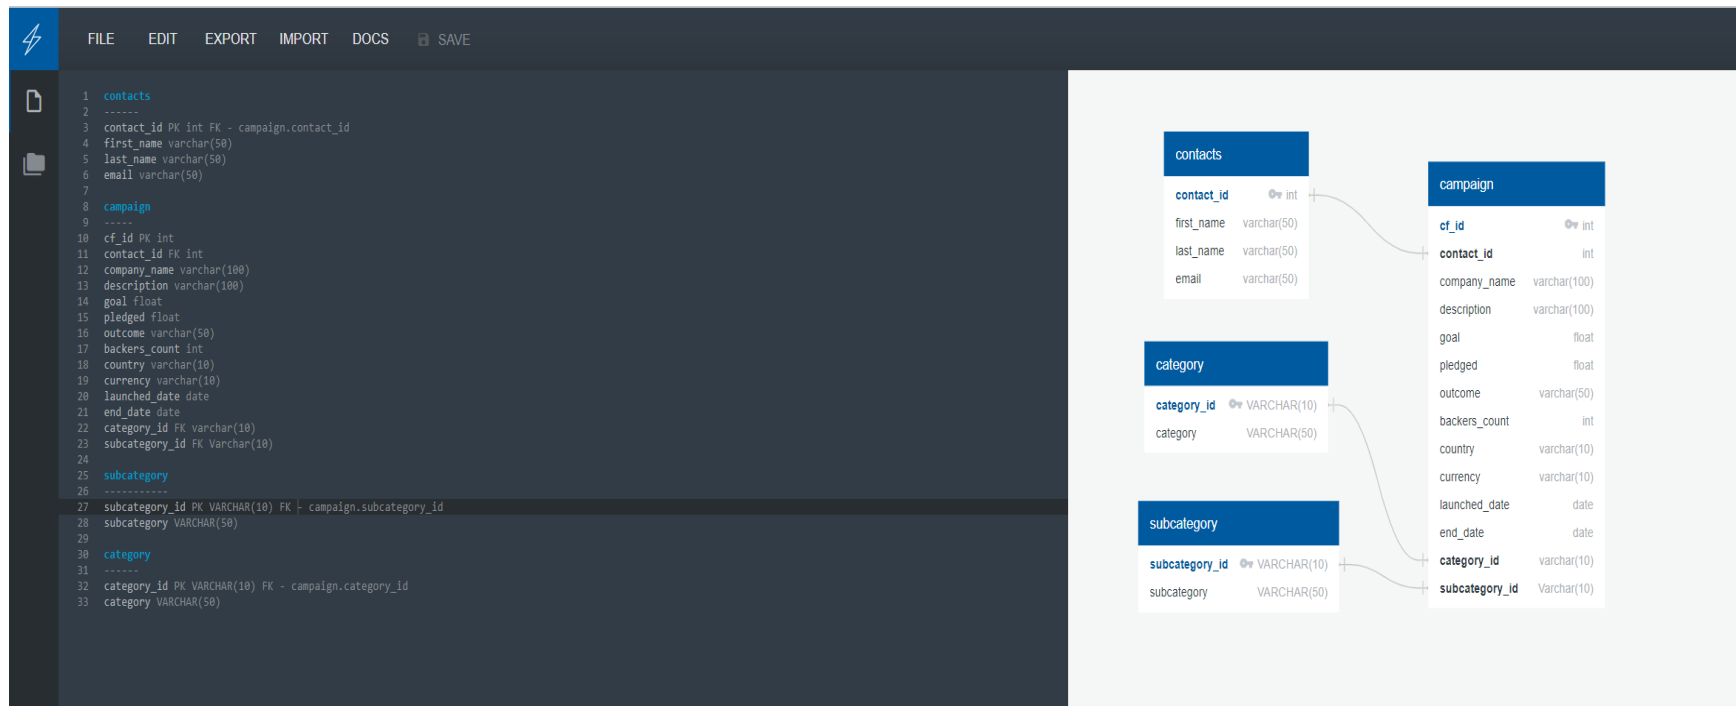 FILE EDIT EXPORT IMPORT DOCS SAVE
1 contacts
2 ------
3 contact_id PK int FK - campaign.contact_id
4 first_name varchar(50)
5 last_name varchar(50)
6 email varchar(50)
7
8 campaign
9 -----
10 cf_id PK int
11 contact_id FK int
12 company_name varchar(100)
13 description varchar(100)
14 goal float
15 pledged float
16 outcome varchar(50)
17 backers_count int
18 country varchar(10)
19 currency varchar(10)
20 launched_date date
21 end_date date
22 category_id FK varchar(10)
23 subcategory_id FK Varchar(10)
24
25 subcategory
26 -----------
27 subcategory_id PK VARCHAR(10) FK - campaign.subcategory_id
28 subcategory VARCHAR(50)
29
30 category
31 ------
32 category_id PK VARCHAR(10) FK - campaign.category_id
33 category VARCHAR(50)
contacts
contact_id int
first_name varchar(50)
last_name varchar(50)
email varchar(50)
category
category_id VARCHAR(10)
category VARCHAR(50)
subcategory
subcategory_id VARCHAR(10)
subcategory VARCHAR(50)
campaign
cf_id int
contact_id int
company_name varchar(100)
description varchar(100)
goal float
pledged float
outcome varchar(50)
backers_count int
country varchar(10)
currency varchar(10)
launched_date date
end_date date
category_id varchar(10)
subcategory_id Varchar(10)